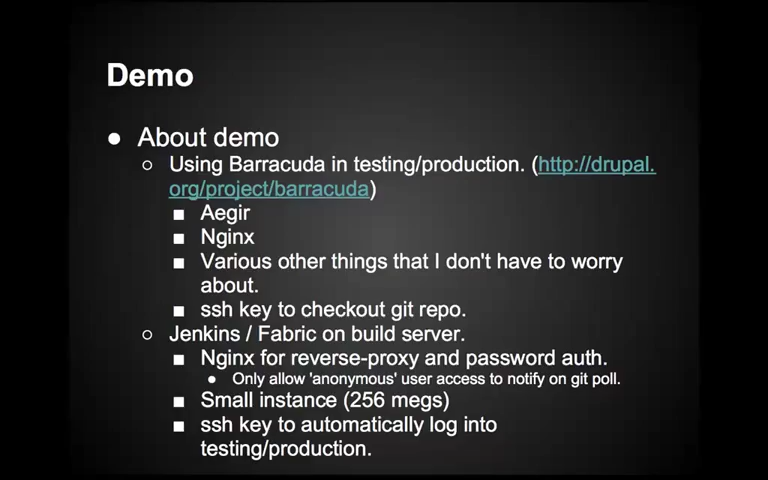 Demo
● About demo
○ Using Barracuda in testing/production. (http://drupal.
org/project/barracuda)
■ Aegir
■ Nginx
■ Various other things that I don't have to worry
about.
■ ssh key to checkout git repo.
○ Jenkins / Fabric on build server.
■ Nginx for reverse-proxy and password auth.
● Only allow 'anonymous' user access to notify on git poll.
■ Small instance (256 megs)
■ ssh key to automatically log into
testing/production.